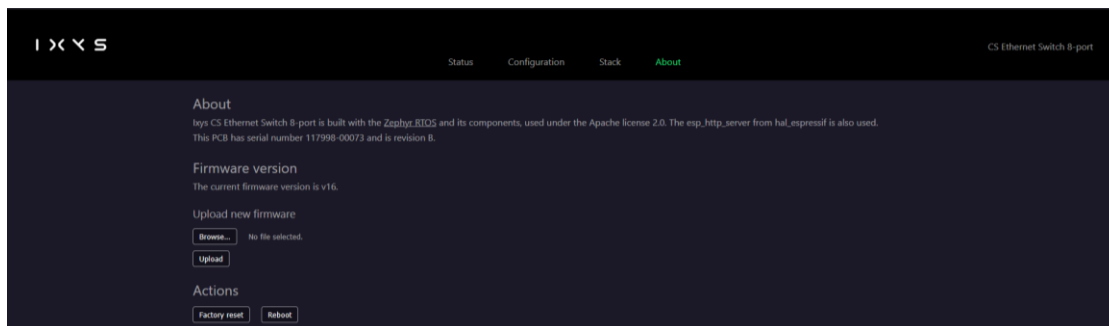 IXYS
CS Ethernet Switch 8-port
Status Configuration Stack About
About
Ixys CS Ethernet Switch 8-port is built with the Zephyr RTOS and its components, used under the Apache license 2.0. The esp_http_server from hal_espressif is also used.
This PCB has serial number 117998-00073 and is revision B.
Firmware version
The current firmware version is v16.
Upload new firmware
Browse... No file selected.
Upload
Actions
Factory reset Reboot